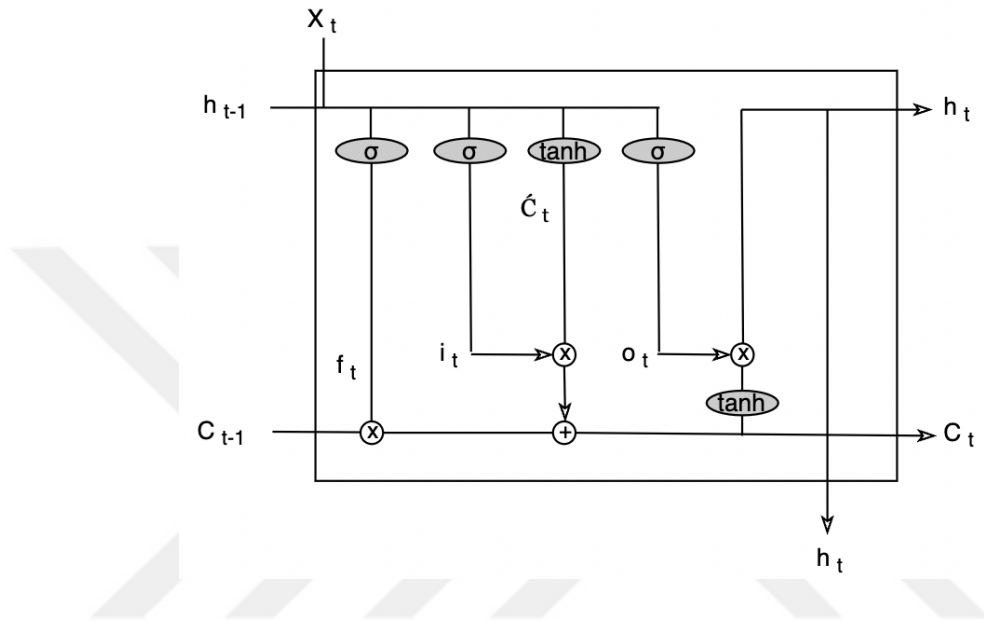 X t
h t-1
h t
σ σ tanh σ
Ć t
i t
x
o t
x
f t
tanh
C t-1
x
+
C t
h t